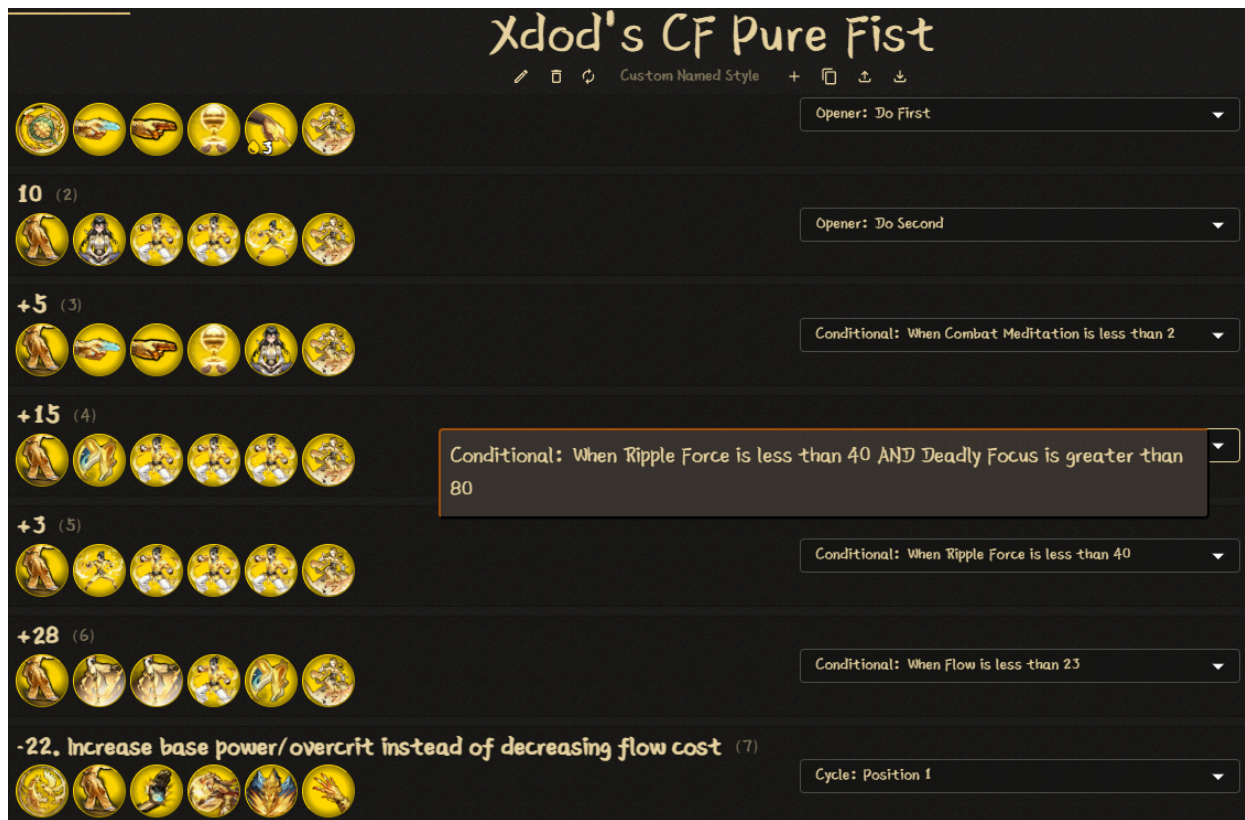 Xdod's CF Pure Fist
Custom Named Style
Opener: Do First
3
10 (2)
Opener: Do Second
+5 (3)
Conditional: When Combat Meditation is less than 2
+15 (4)
Conditional: When Ripple Force is less than 40 AND Deadly Focus is greater than
80
+3 (5)
Conditional: When Ripple Force is less than 40
+28 (6)
Conditional: When Flow is less than 23
-22. Increase base power/overcrit instead of decreasing flow cost (7)
Cycle: Position 1